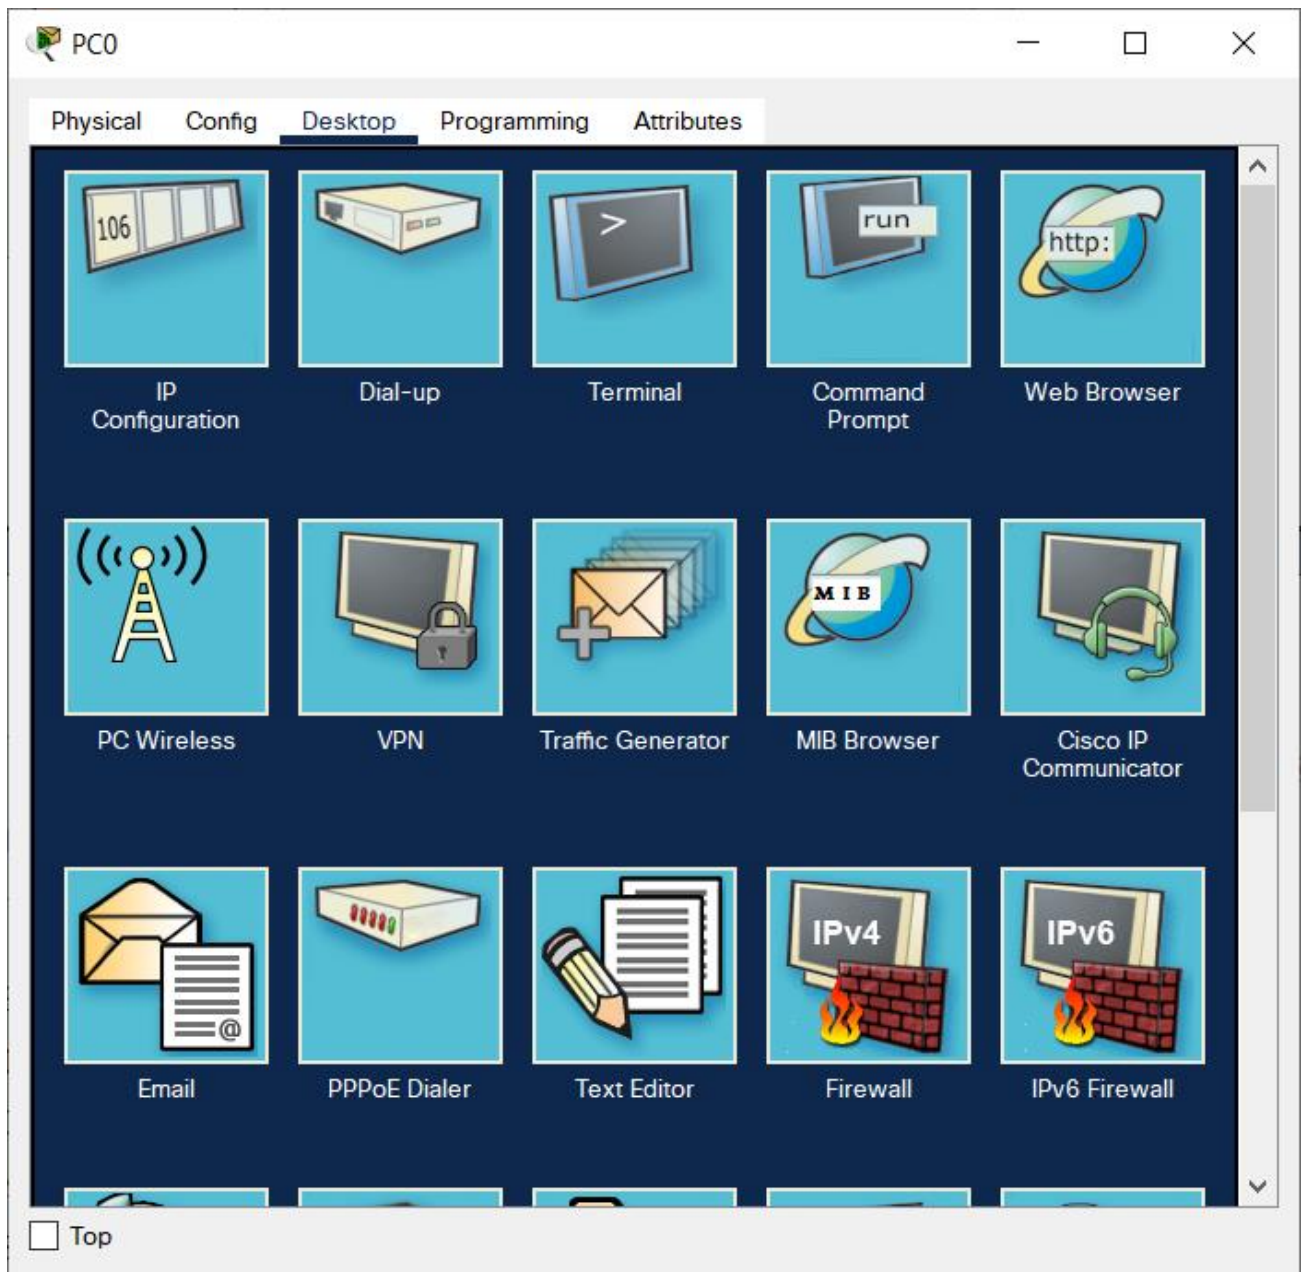 PC0
Physical Config Desktop Programming Attributes
106
>
run
http:
IP
Configuration
Dial-up
Terminal
Command
Prompt
Web Browser
MIB
PC Wireless
VPN
Traffic Generator
MIB Browser
Cisco IP
Communicator
@
IPv4
IPv6
Email
PPPoE Dialer
Text Editor
Firewall
IPv6 Firewall
Top